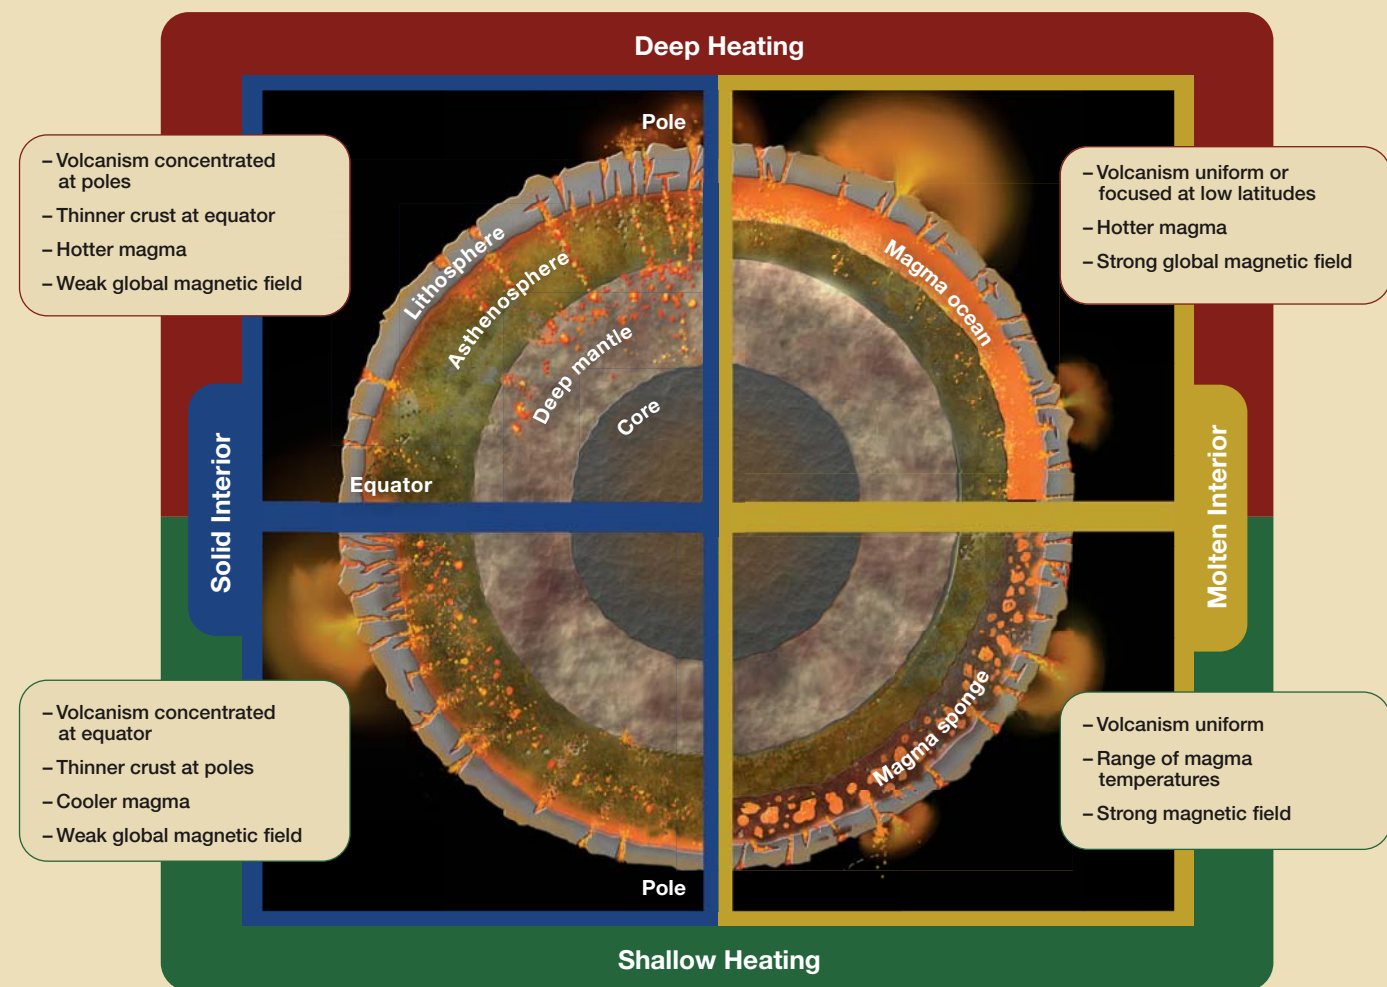 Deep Heating
Pole
– Volcanism concentrated
at poles
– Thinner crust at equator
– Hotter magma
– Weak global magnetic field
– Volcanism uniform or
focused at low latitudes
– Hotter magma
– Strong global magnetic field
Lithosphere
Asthenosphere
Deep mantle
Core
Magma ocean
Equator
Solid Interior
Molten Interior
– Volcanism concentrated
at equator
– Thinner crust at poles
– Cooler magma
– Weak global magnetic field
Magma sponge
– Volcanism uniform
– Range of magma
temperatures
– Strong magnetic field
Pole
Shallow Heating